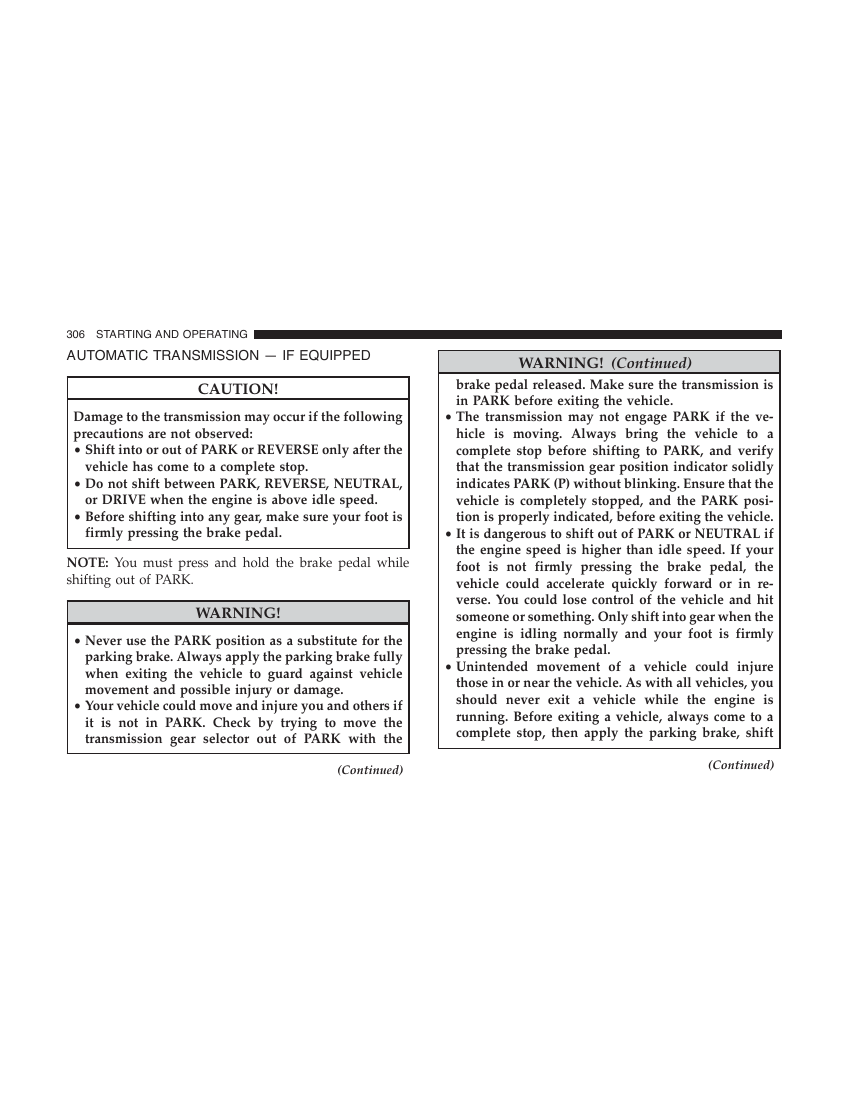 306 STARTING AND OPERATING
AUTOMATIC TRANSMISSION — IF EQUIPPED
CAUTION!
Damage to the transmission may occur if the following
precautions are not observed:
• Shift into or out of PARK or REVERSE only after the
vehicle has come to a complete stop.
• Do not shift between PARK, REVERSE, NEUTRAL,
or DRIVE when the engine is above idle speed.
• Before shifting into any gear, make sure your foot is
firmly pressing the brake pedal.
NOTE: You must press and hold the brake pedal while
shifting out of PARK.
WARNING!
• Never use the PARK position as a substitute for the
parking brake. Always apply the parking brake fully
when exiting the vehicle to guard against vehicle
movement and possible injury or damage.
• Your vehicle could move and injure you and others if
it is not in PARK. Check by trying to move the
transmission gear selector out of PARK with the
(Continued)
WARNING! (Continued)
brake pedal released. Make sure the transmission is
in PARK before exiting the vehicle.
• The transmission may not engage PARK if the ve-
hicle is moving. Always bring the vehicle to a
complete stop before shifting to PARK, and verify
that the transmission gear position indicator solidly
indicates PARK (P) without blinking. Ensure that the
vehicle is completely stopped, and the PARK posi-
tion is properly indicated, before exiting the vehicle.
• It is dangerous to shift out of PARK or NEUTRAL if
the engine speed is higher than idle speed. If your
foot is not firmly pressing the brake pedal, the
vehicle could accelerate quickly forward or in re-
verse. You could lose control of the vehicle and hit
someone or something. Only shift into gear when the
engine is idling normally and your foot is firmly
pressing the brake pedal.
• Unintended movement of a vehicle could injure
those in or near the vehicle. As with all vehicles, you
should never exit a vehicle while the engine is
running. Before exiting a vehicle, always come to a
complete stop, then apply the parking brake, shift
(Continued)